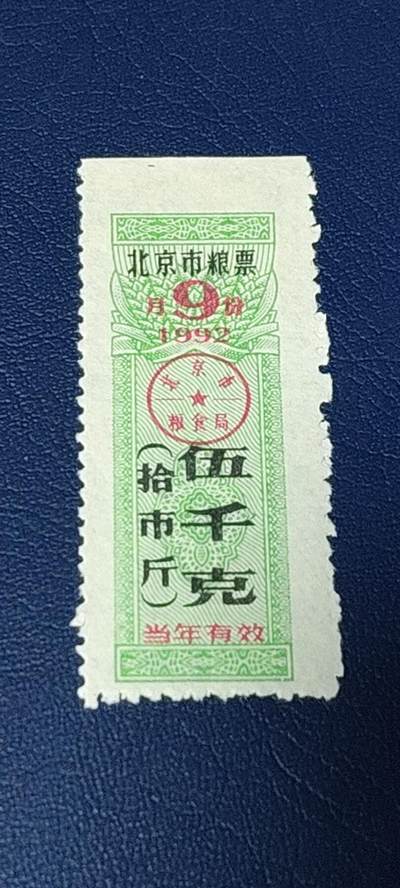 北京市粮票
9月份
1992
北京市
粮食局
伍千克
（拾市斤）
当年有效